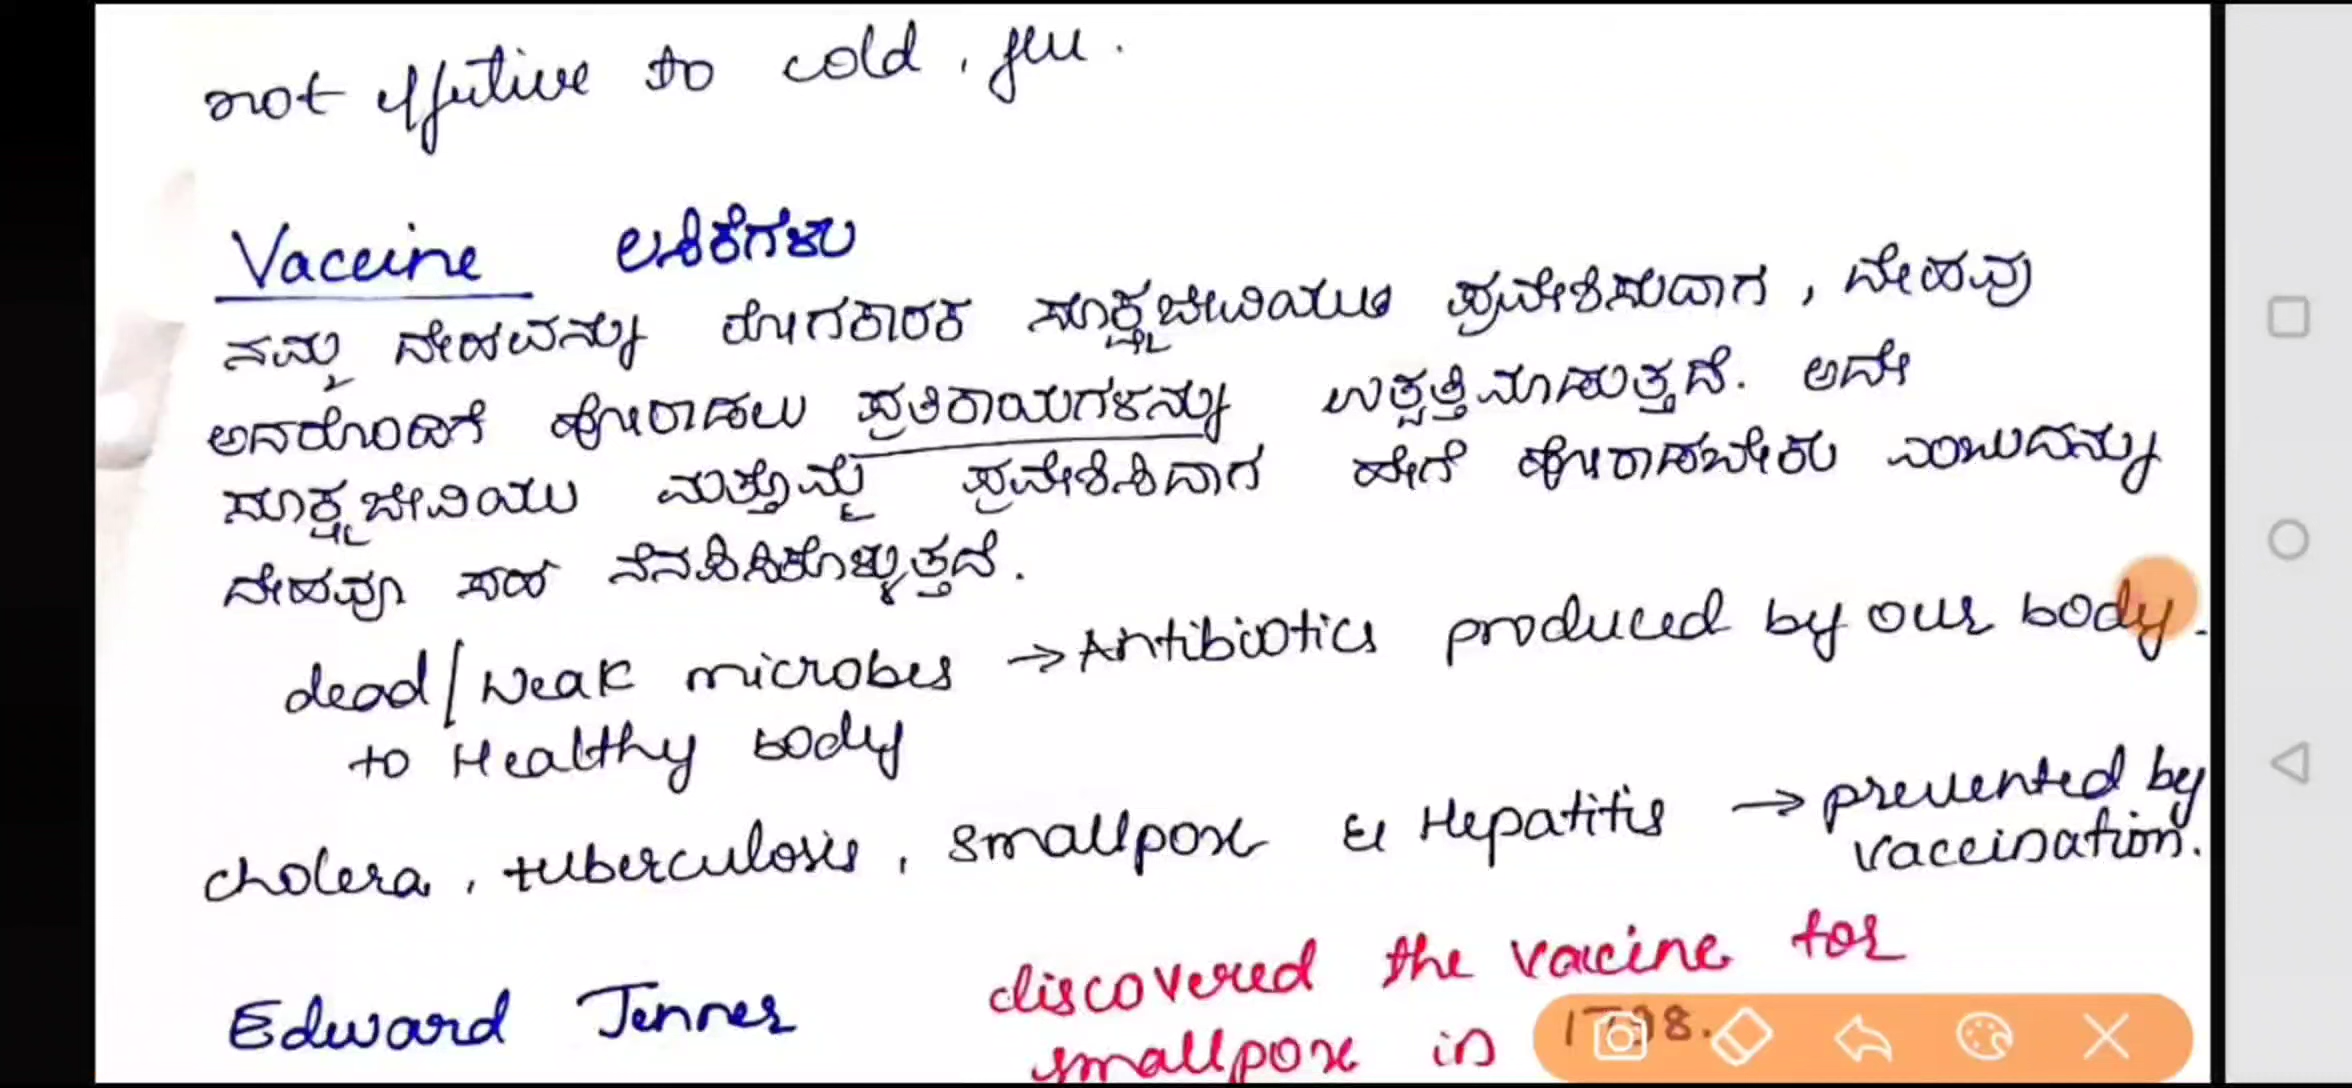 not effective to cold, flu.
Vaccine ಲಸಿಕೆಗಳು
ನಮ್ಮ ದೇಹವನ್ನು ರೋಗಕಾರಕ ಸೂಕ್ಷ್ಮಜೀವಿಯು ಪ್ರವೇಶಿಸುದಾಗ, ದೇಹವು
ಅದರೊಂದಿಗೆ ಹೋರಾಡಲು ಪ್ರತಿಕಾಯಗಳನ್ನು ಉತ್ಪತ್ತಿಮಾಡುತ್ತದೆ. ಅದೇ
ಸೂಕ್ಷ್ಮಜೀವಿಯು ಮತ್ತೊಮ್ಮೆ ಪ್ರವೇಶಿಸಿದಾಗ ಹೇಗೆ ಹೋರಾಡಬೇಕು ಎಂಬುದನ್ನು
ದೇಹವೂ ಸಹ ನೆನಪಿಸಿಕೊಳ್ಳುತ್ತದೆ.
dead/weak microbes → Antibiotics produced by our body.
to Healthy body
cholera, tuberculosis, smallpox & Hepatitis → prevented by
vaccination.
Edward Jenner discovered the vaccine for
smallpox in 1798.